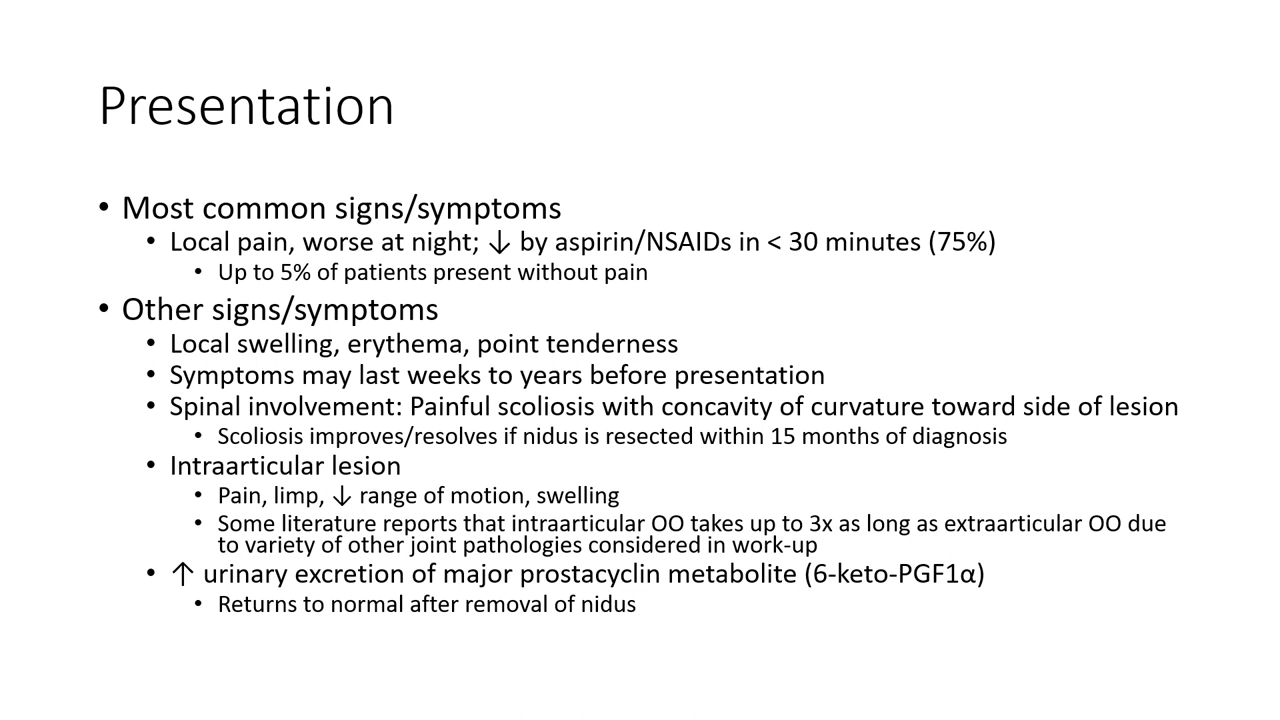 Presentation
• Most common signs/symptoms
• Local pain, worse at night; ↓ by aspirin/NSAIDs in < 30 minutes (75%)
• Up to 5% of patients present without pain
• Other signs/symptoms
• Local swelling, erythema, point tenderness
• Symptoms may last weeks to years before presentation
• Spinal involvement: Painful scoliosis with concavity of curvature toward side of lesion
• Scoliosis improves/resolves if nidus is resected within 15 months of diagnosis
• Intraarticular lesion
• Pain, limp, ↓ range of motion, swelling
• Some literature reports that intraarticular OO takes up to 3x as long as extraarticular OO due
to variety of other joint pathologies considered in work-up
• ↑ urinary excretion of major prostacyclin metabolite (6-keto-PGF1α)
• Returns to normal after removal of nidus